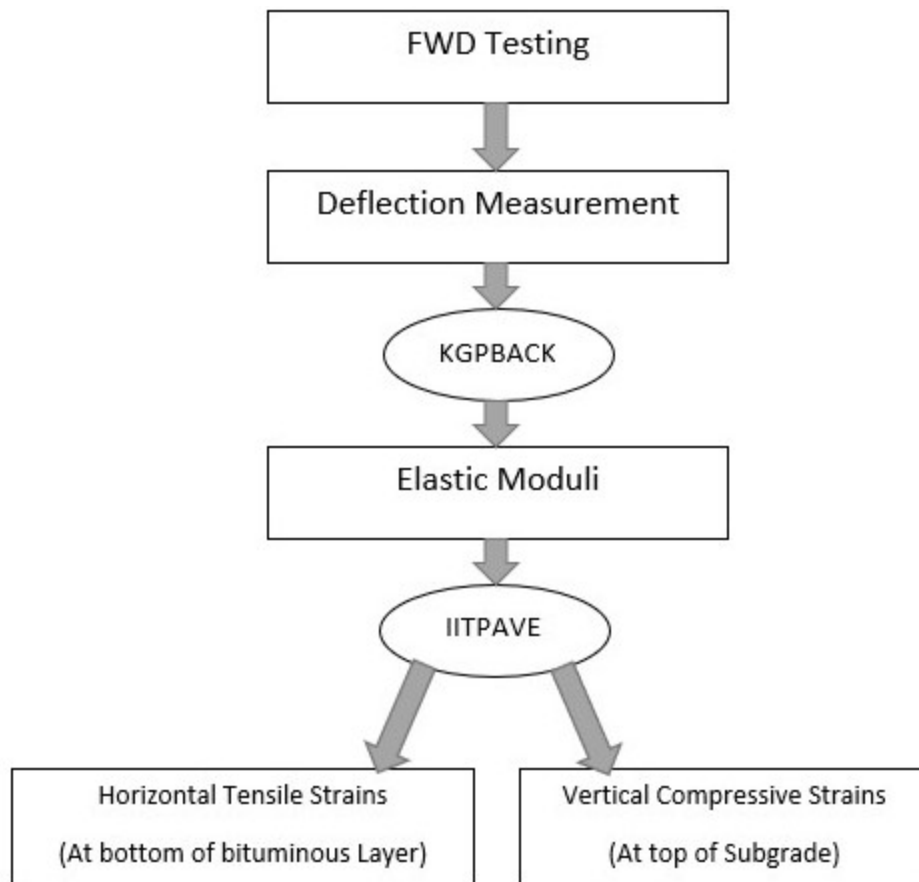 FWD Testing
Deflection Measurement
KGPBACK
Elastic Moduli
IITPAVE
Horizontal Tensile Strains
(At bottom of bituminous Layer)
Vertical Compressive Strains
(At top of Subgrade)